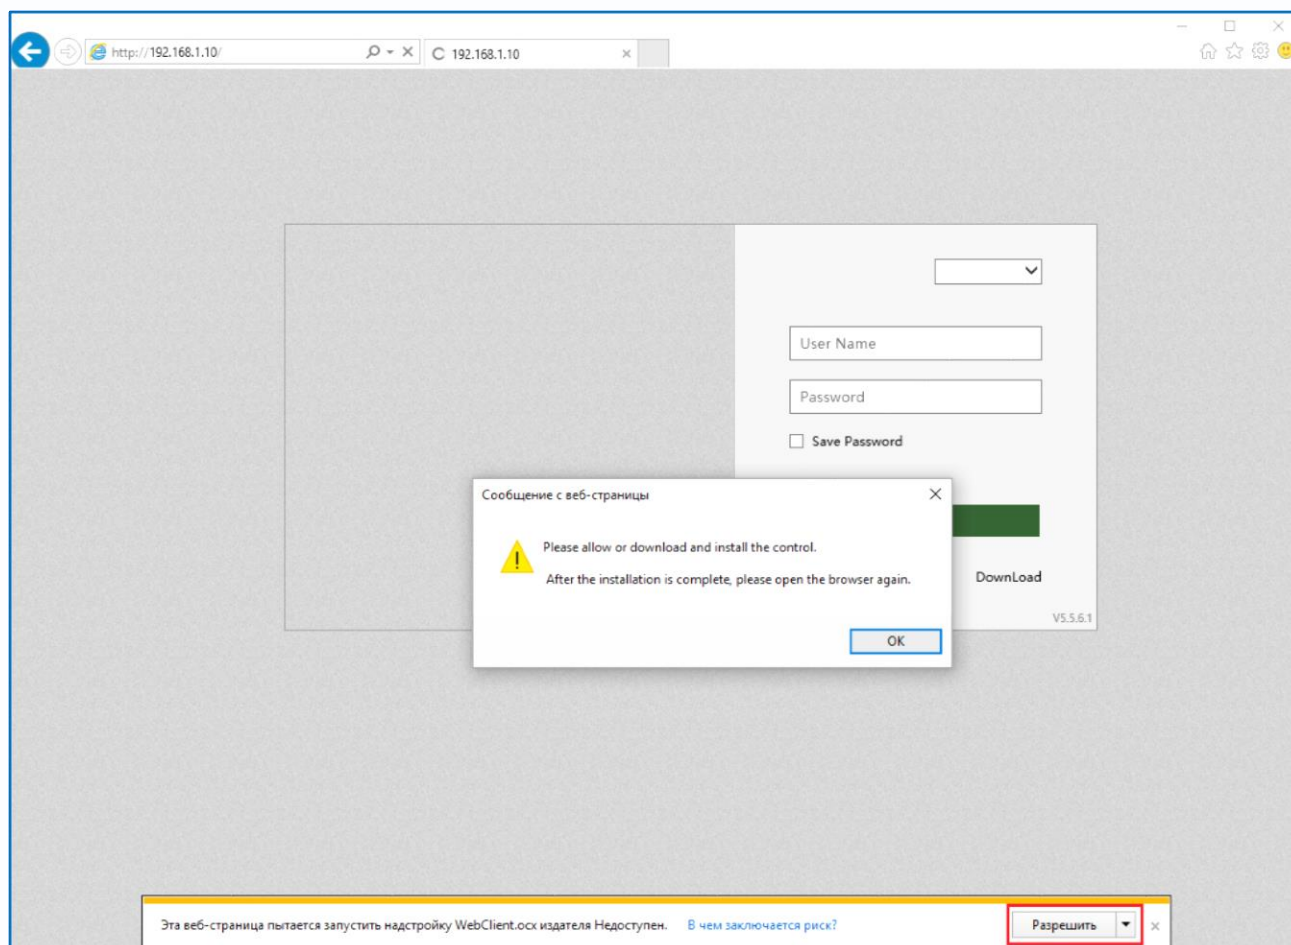 http://192.168.1.10/
192.168.1.10
User Name
Password
Save Password
Сообщение с веб-страницы
Please allow or download and install the control.
After the installation is complete, please open the browser again.
OK
DownLoad
V5.5.6.1
Эта веб-страница пытается запустить надстройку WebClient.ocx издателя Недоступен. В чем заключается риск? Разрешить